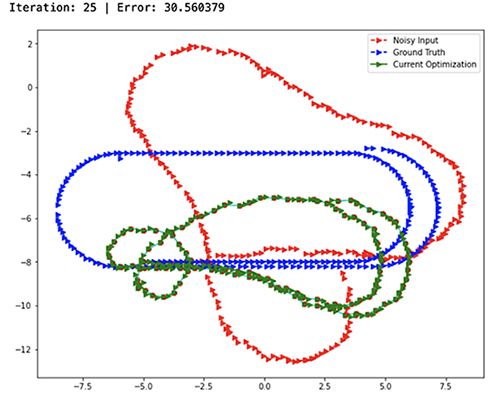 Iteration: 25 | Error: 30.560379
Noisy Input
Ground Truth
Current Optimization
2
0
−2
−4
−6
−8
−10
−12
−7.5 −5.0 −2.5 0.0 2.5 5.0 7.5